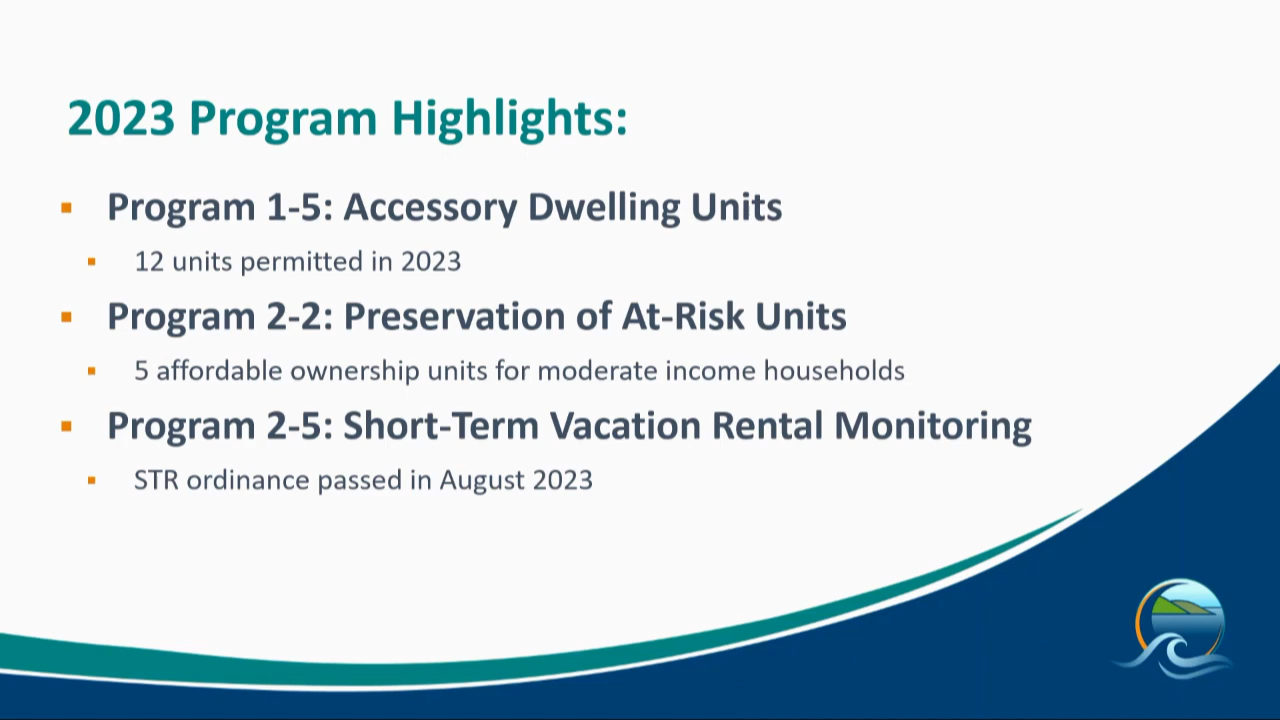 2023 Program Highlights:
Program 1-5: Accessory Dwelling Units
12 units permitted in 2023
Program 2-2: Preservation of At-Risk Units
5 affordable ownership units for moderate income households
Program 2-5: Short-Term Vacation Rental Monitoring
STR ordinance passed in August 2023